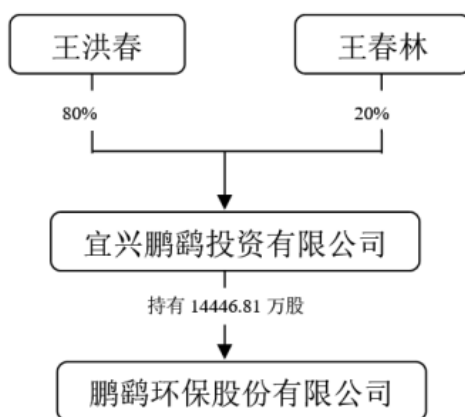 王洪春
王春林
80%
20%
宜兴鹏鹞投资有限公司
持有 14446.81 万股
鹏鹞环保股份有限公司